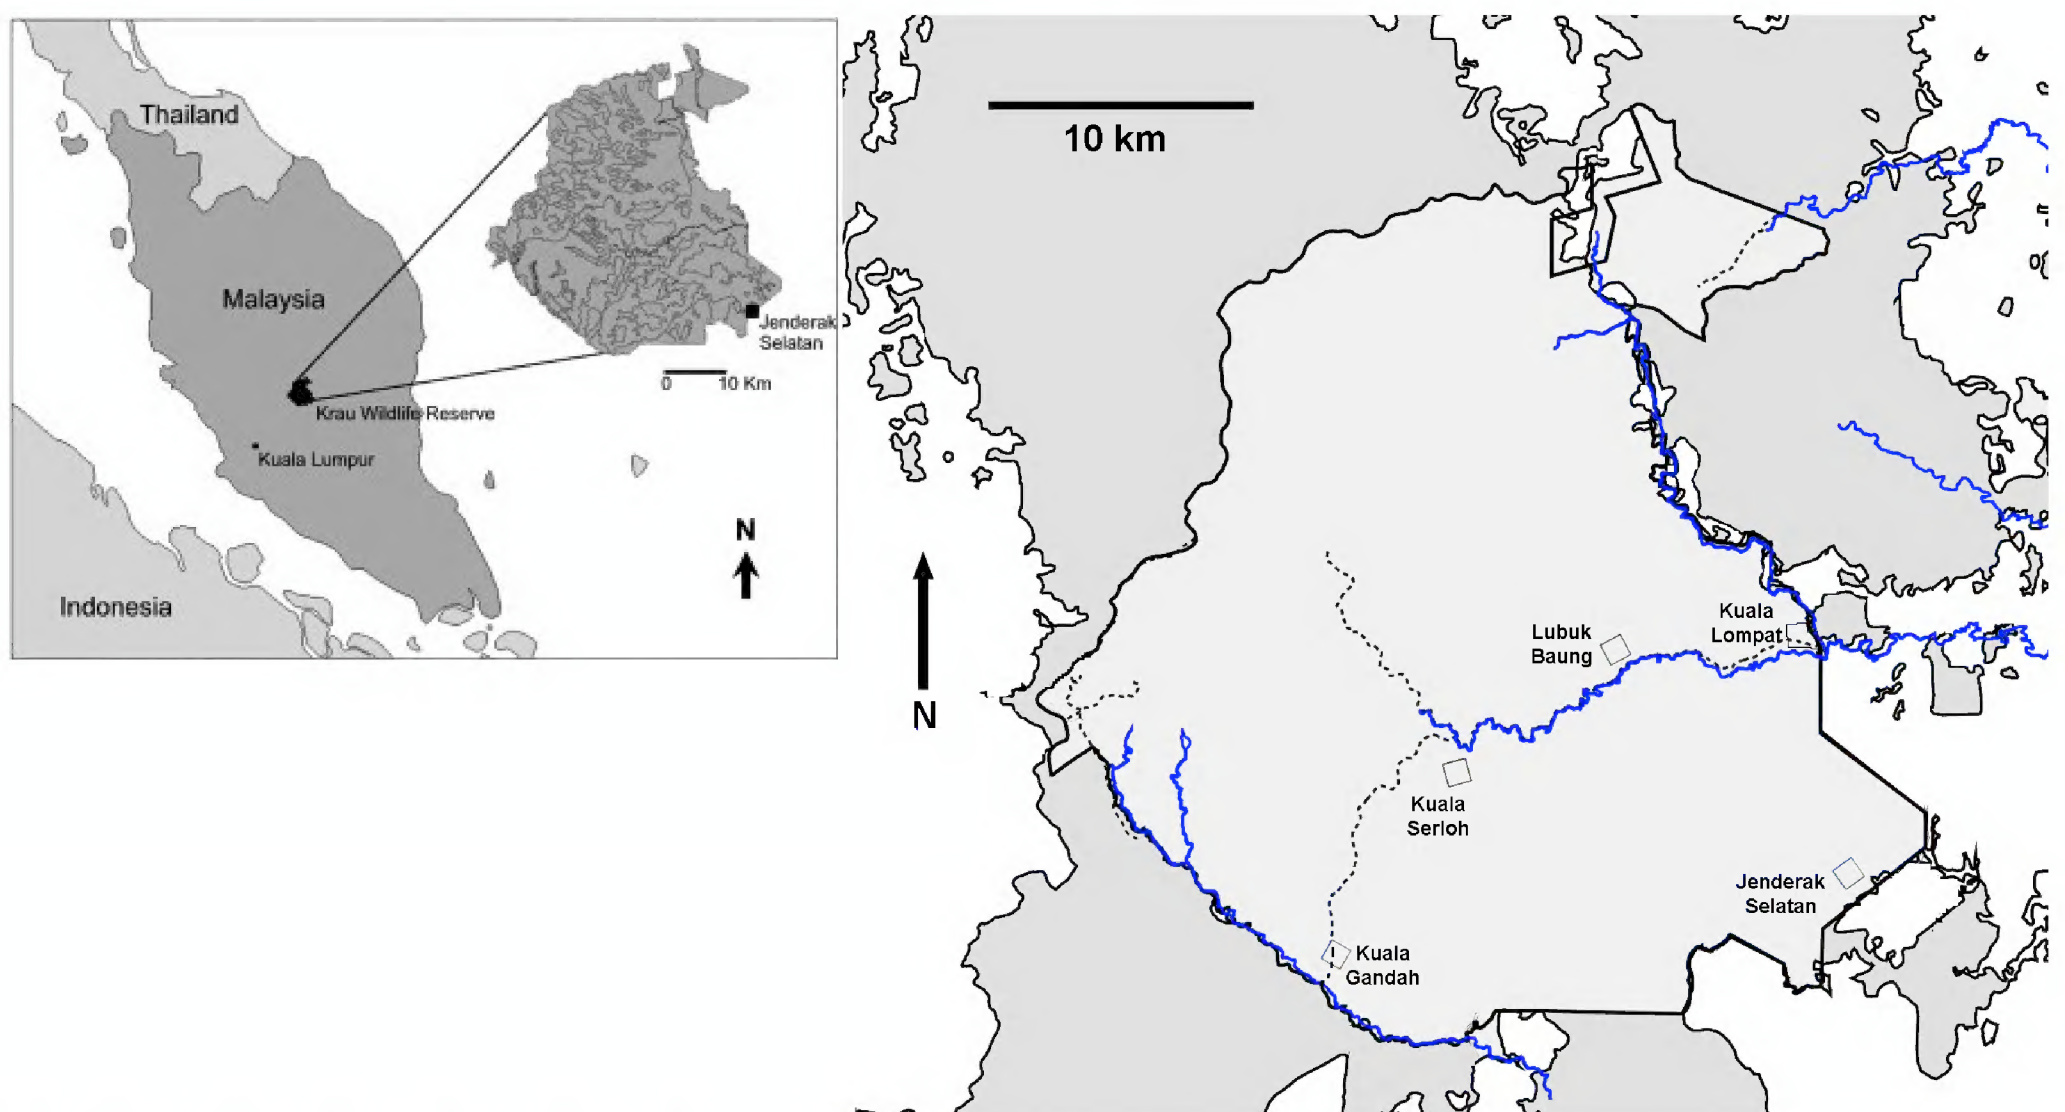 Thailand
Malaysia
Jenderak
Selatan
0 10 Km
Krau Wildlife Reserve
Kuala Lumpur
N
Indonesia
10 km
Kuala
Lompat
Lubuk
Baung
N
Kuala
Serloh
Jenderak
Selatan
Kuala
Gandah